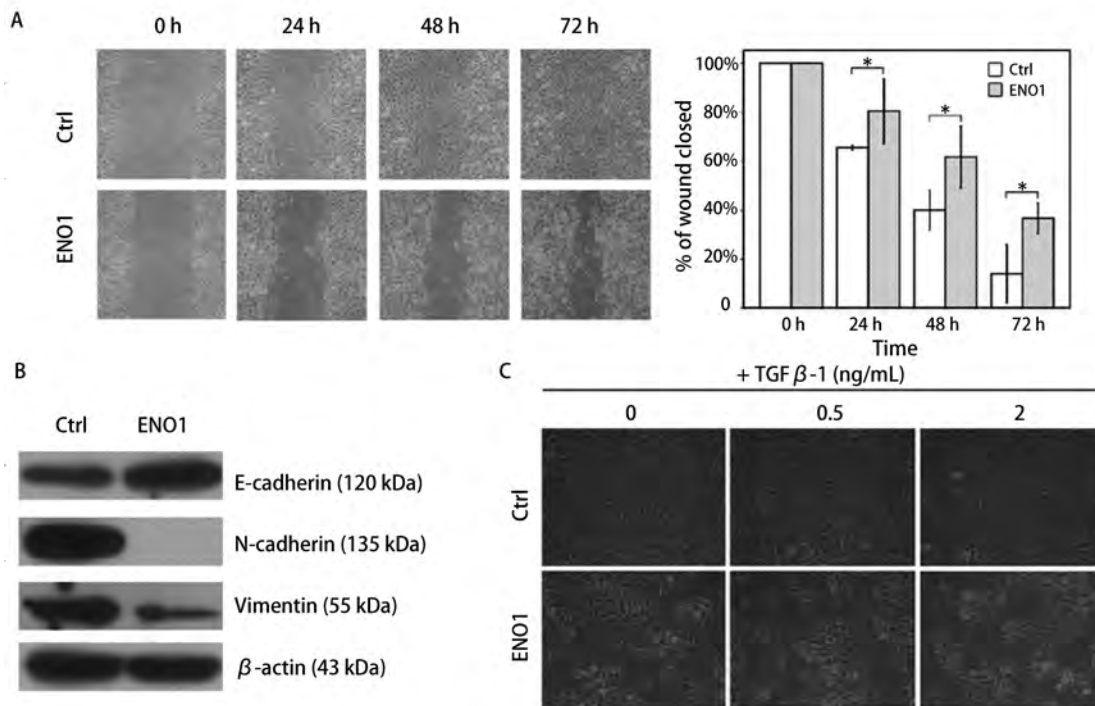 A
0 h 24 h 48 h 72 h
Ctrl
ENO1
100%
80%
60%
40%
20%
0
% of wound closed
* * *
Ctrl
ENO1
0 h 24 h 48 h 72 h
Time
B
Ctrl ENO1
E-cadherin (120 kDa)
N-cadherin (135 kDa)
Vimentin (55 kDa)
β-actin (43 kDa)
C
+ TGF β-1 (ng/mL)
0 0.5 2
Ctrl
ENO1